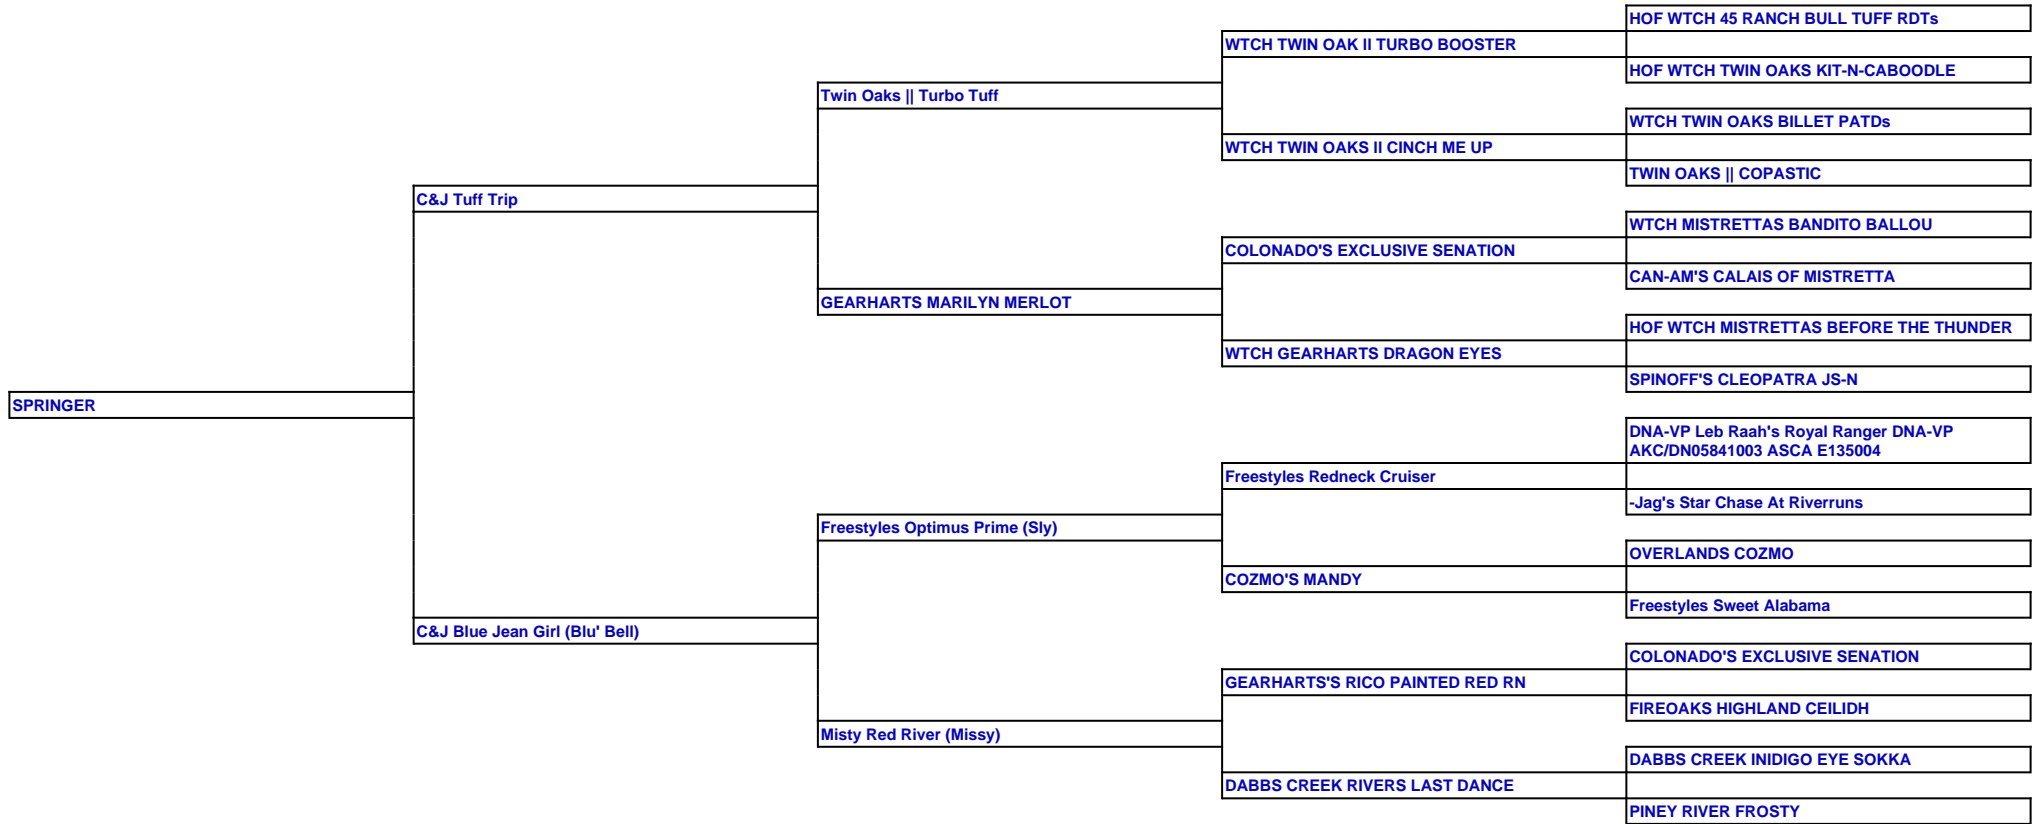 HOF WTCH 45 RANCH BULL TUFF RDTs
WTCH TWIN OAK II TURBO BOOSTER
HOF WTCH TWIN OAKS KIT-N-CABOODLE
Twin Oaks || Turbo Tuff
WTCH TWIN OAKS BILLET PATDs
WTCH TWIN OAKS II CINCH ME UP
TWIN OAKS || COPASTIC
C&J Tuff Trip
WTCH MISTRETTAS BANDITO BALLOU
COLONADO'S EXCLUSIVE SENATION
CAN-AM'S CALAIS OF MISTRETTA
GEARHARTS MARILYN MERLOT
HOF WTCH MISTRETTAS BEFORE THE THUNDER
WTCH GEARHARTS DRAGON EYES
SPINOFF'S CLEOPATRA JS-N
SPRINGER
DNA-VP Leb Raah's Royal Ranger DNA-VP
AKC/DN05841003 ASCA E135004
Freestyles Redneck Cruiser
-Jag's Star Chase At Riverruns
Freestyles Optimus Prime (Sly)
OVERLANDS COZMO
COZMO'S MANDY
Freestyles Sweet Alabama
C&J Blue Jean Girl (Blu' Bell)
COLONADO'S EXCLUSIVE SENATION
GEARHARTS'S RICO PAINTED RED RN
FIREOAKS HIGHLAND CEILIDH
Misty Red River (Missy)
DABBS CREEK INIDIGO EYE SOKKA
DABBS CREEK RIVERS LAST DANCE
PINEY RIVER FROSTY